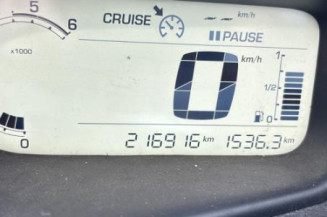 5 6
CRUISE -- km/h
x1000
PAUSE
0 km/h
1
1/2
0
0
216916 km 1536.3 km